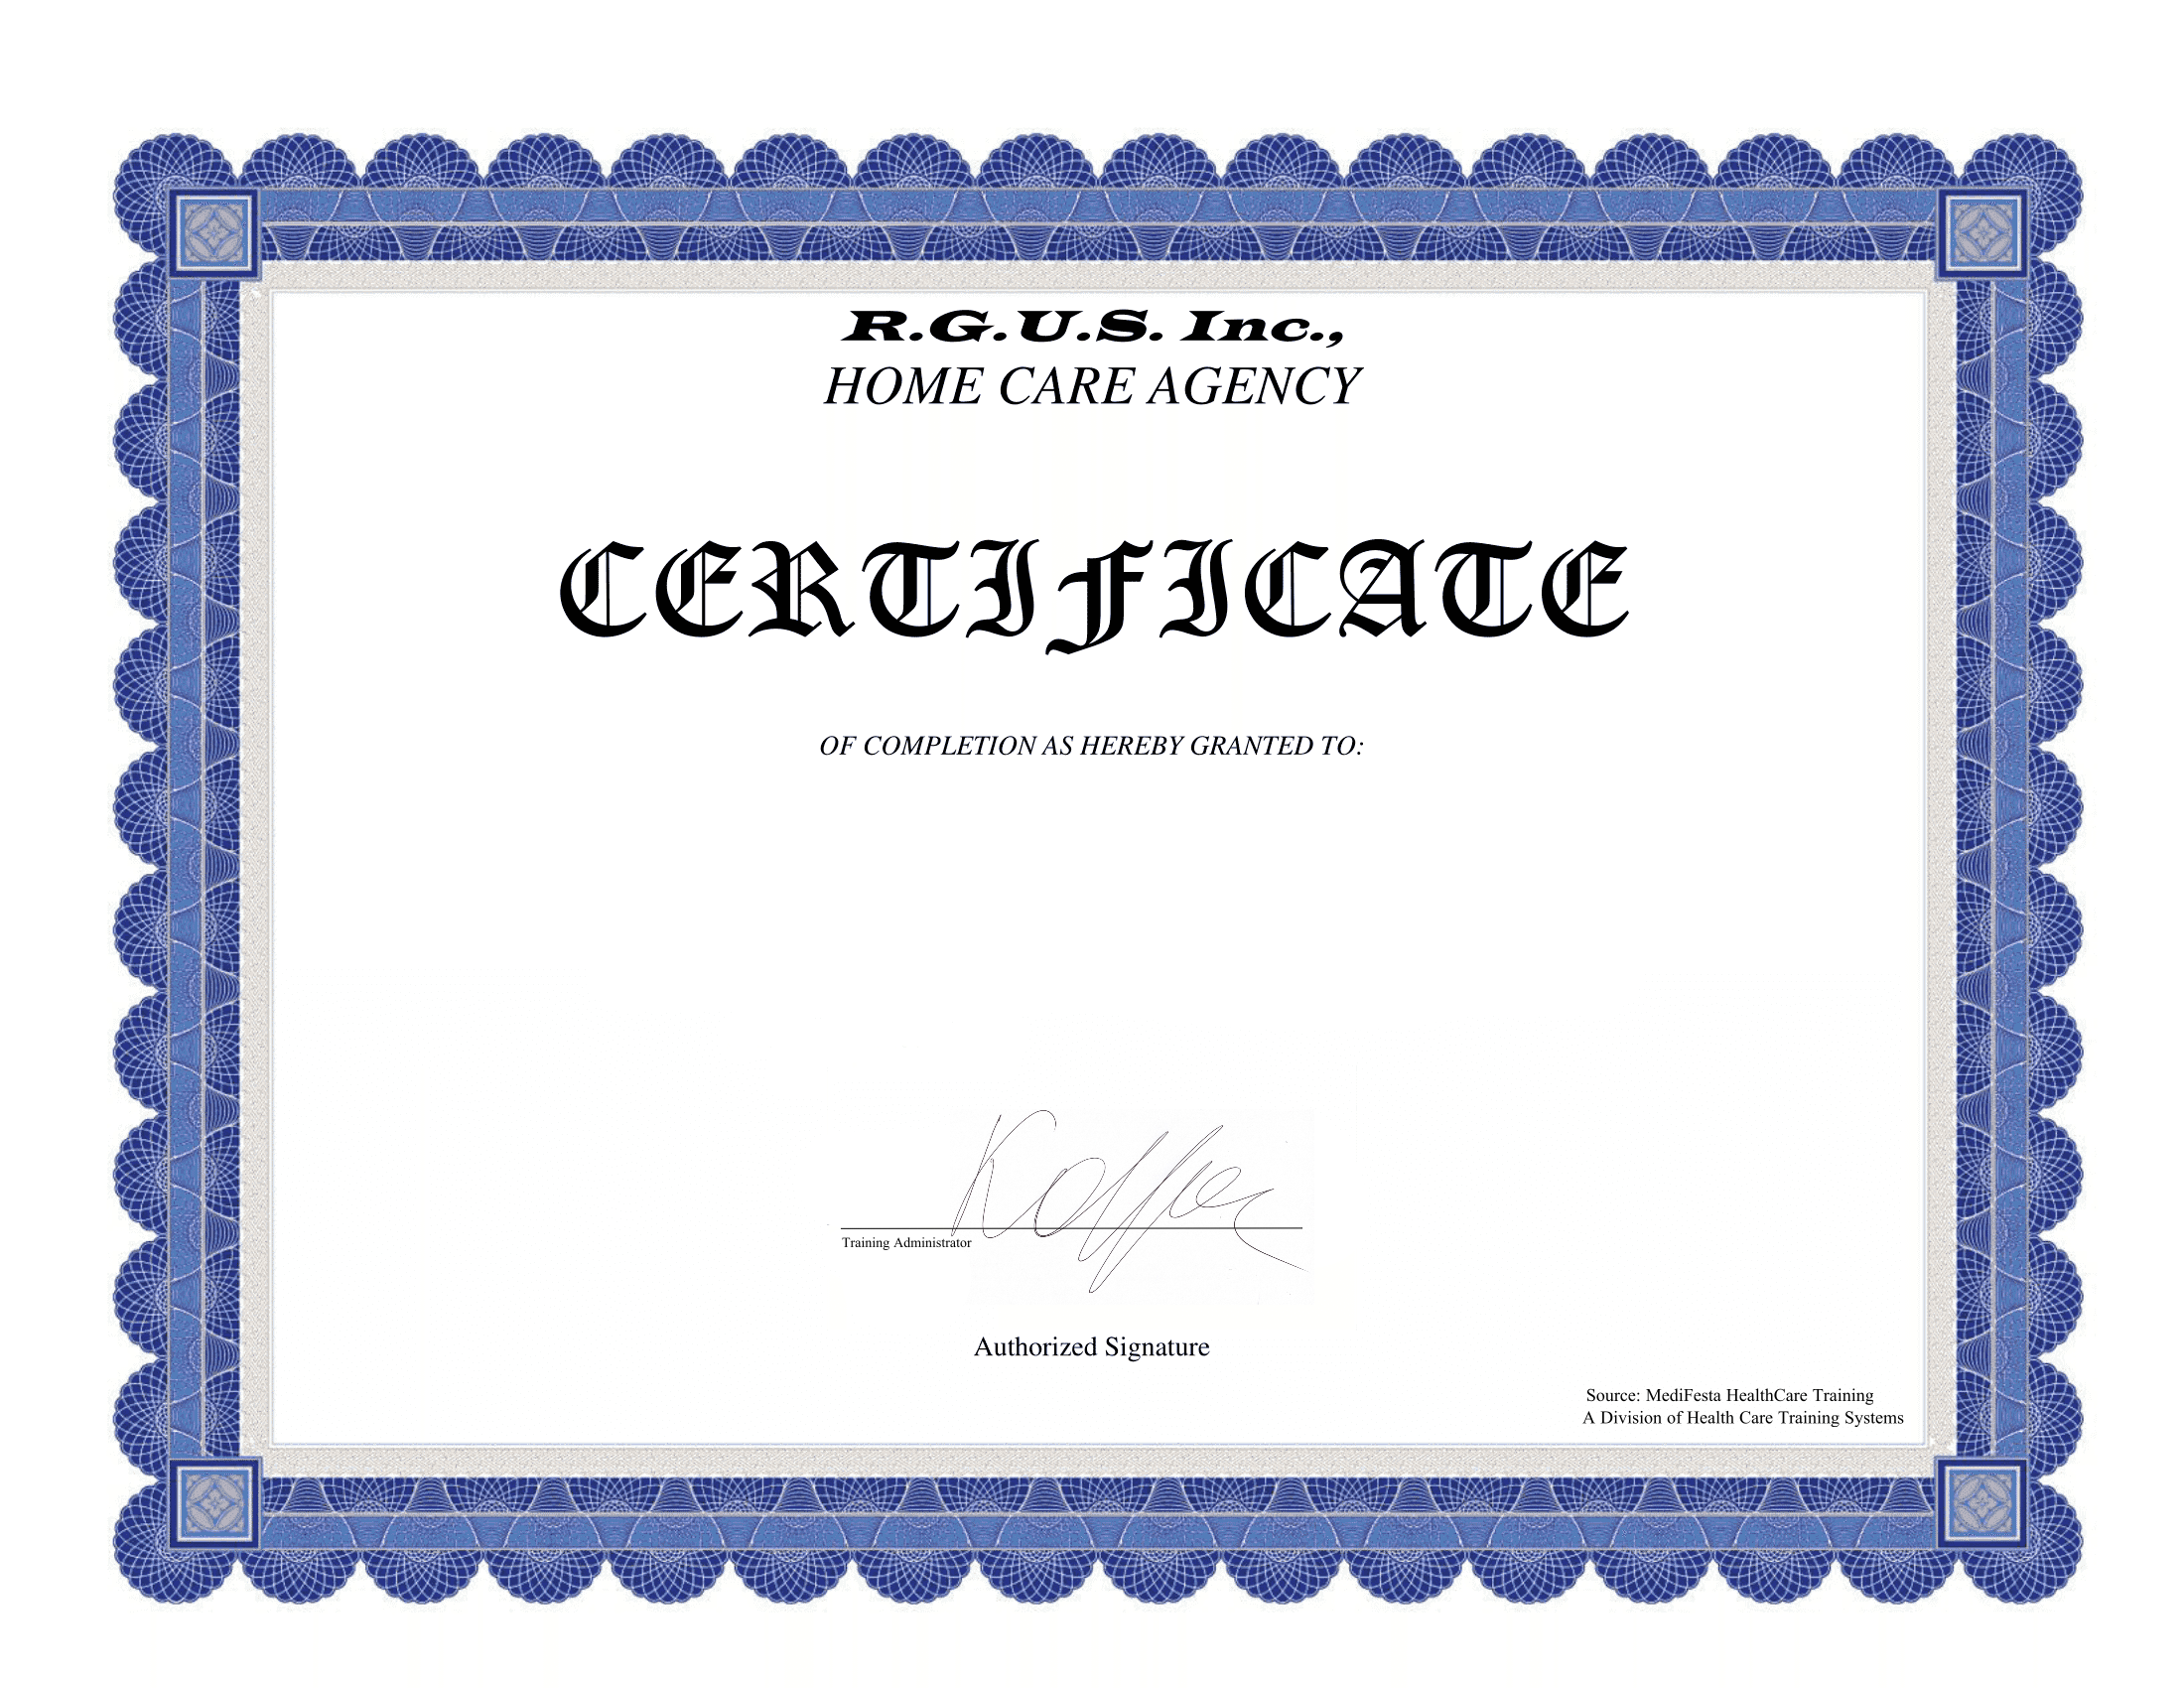 R.G.U.S. Inc.,
HOME CARE AGENCY
CERTIFICATE
OF COMPLETION AS HEREBY GRANTED TO:
Training Administrator
Authorized Signature
Source: MediFesta HealthCare Training
A Division of Health Care Training Systems